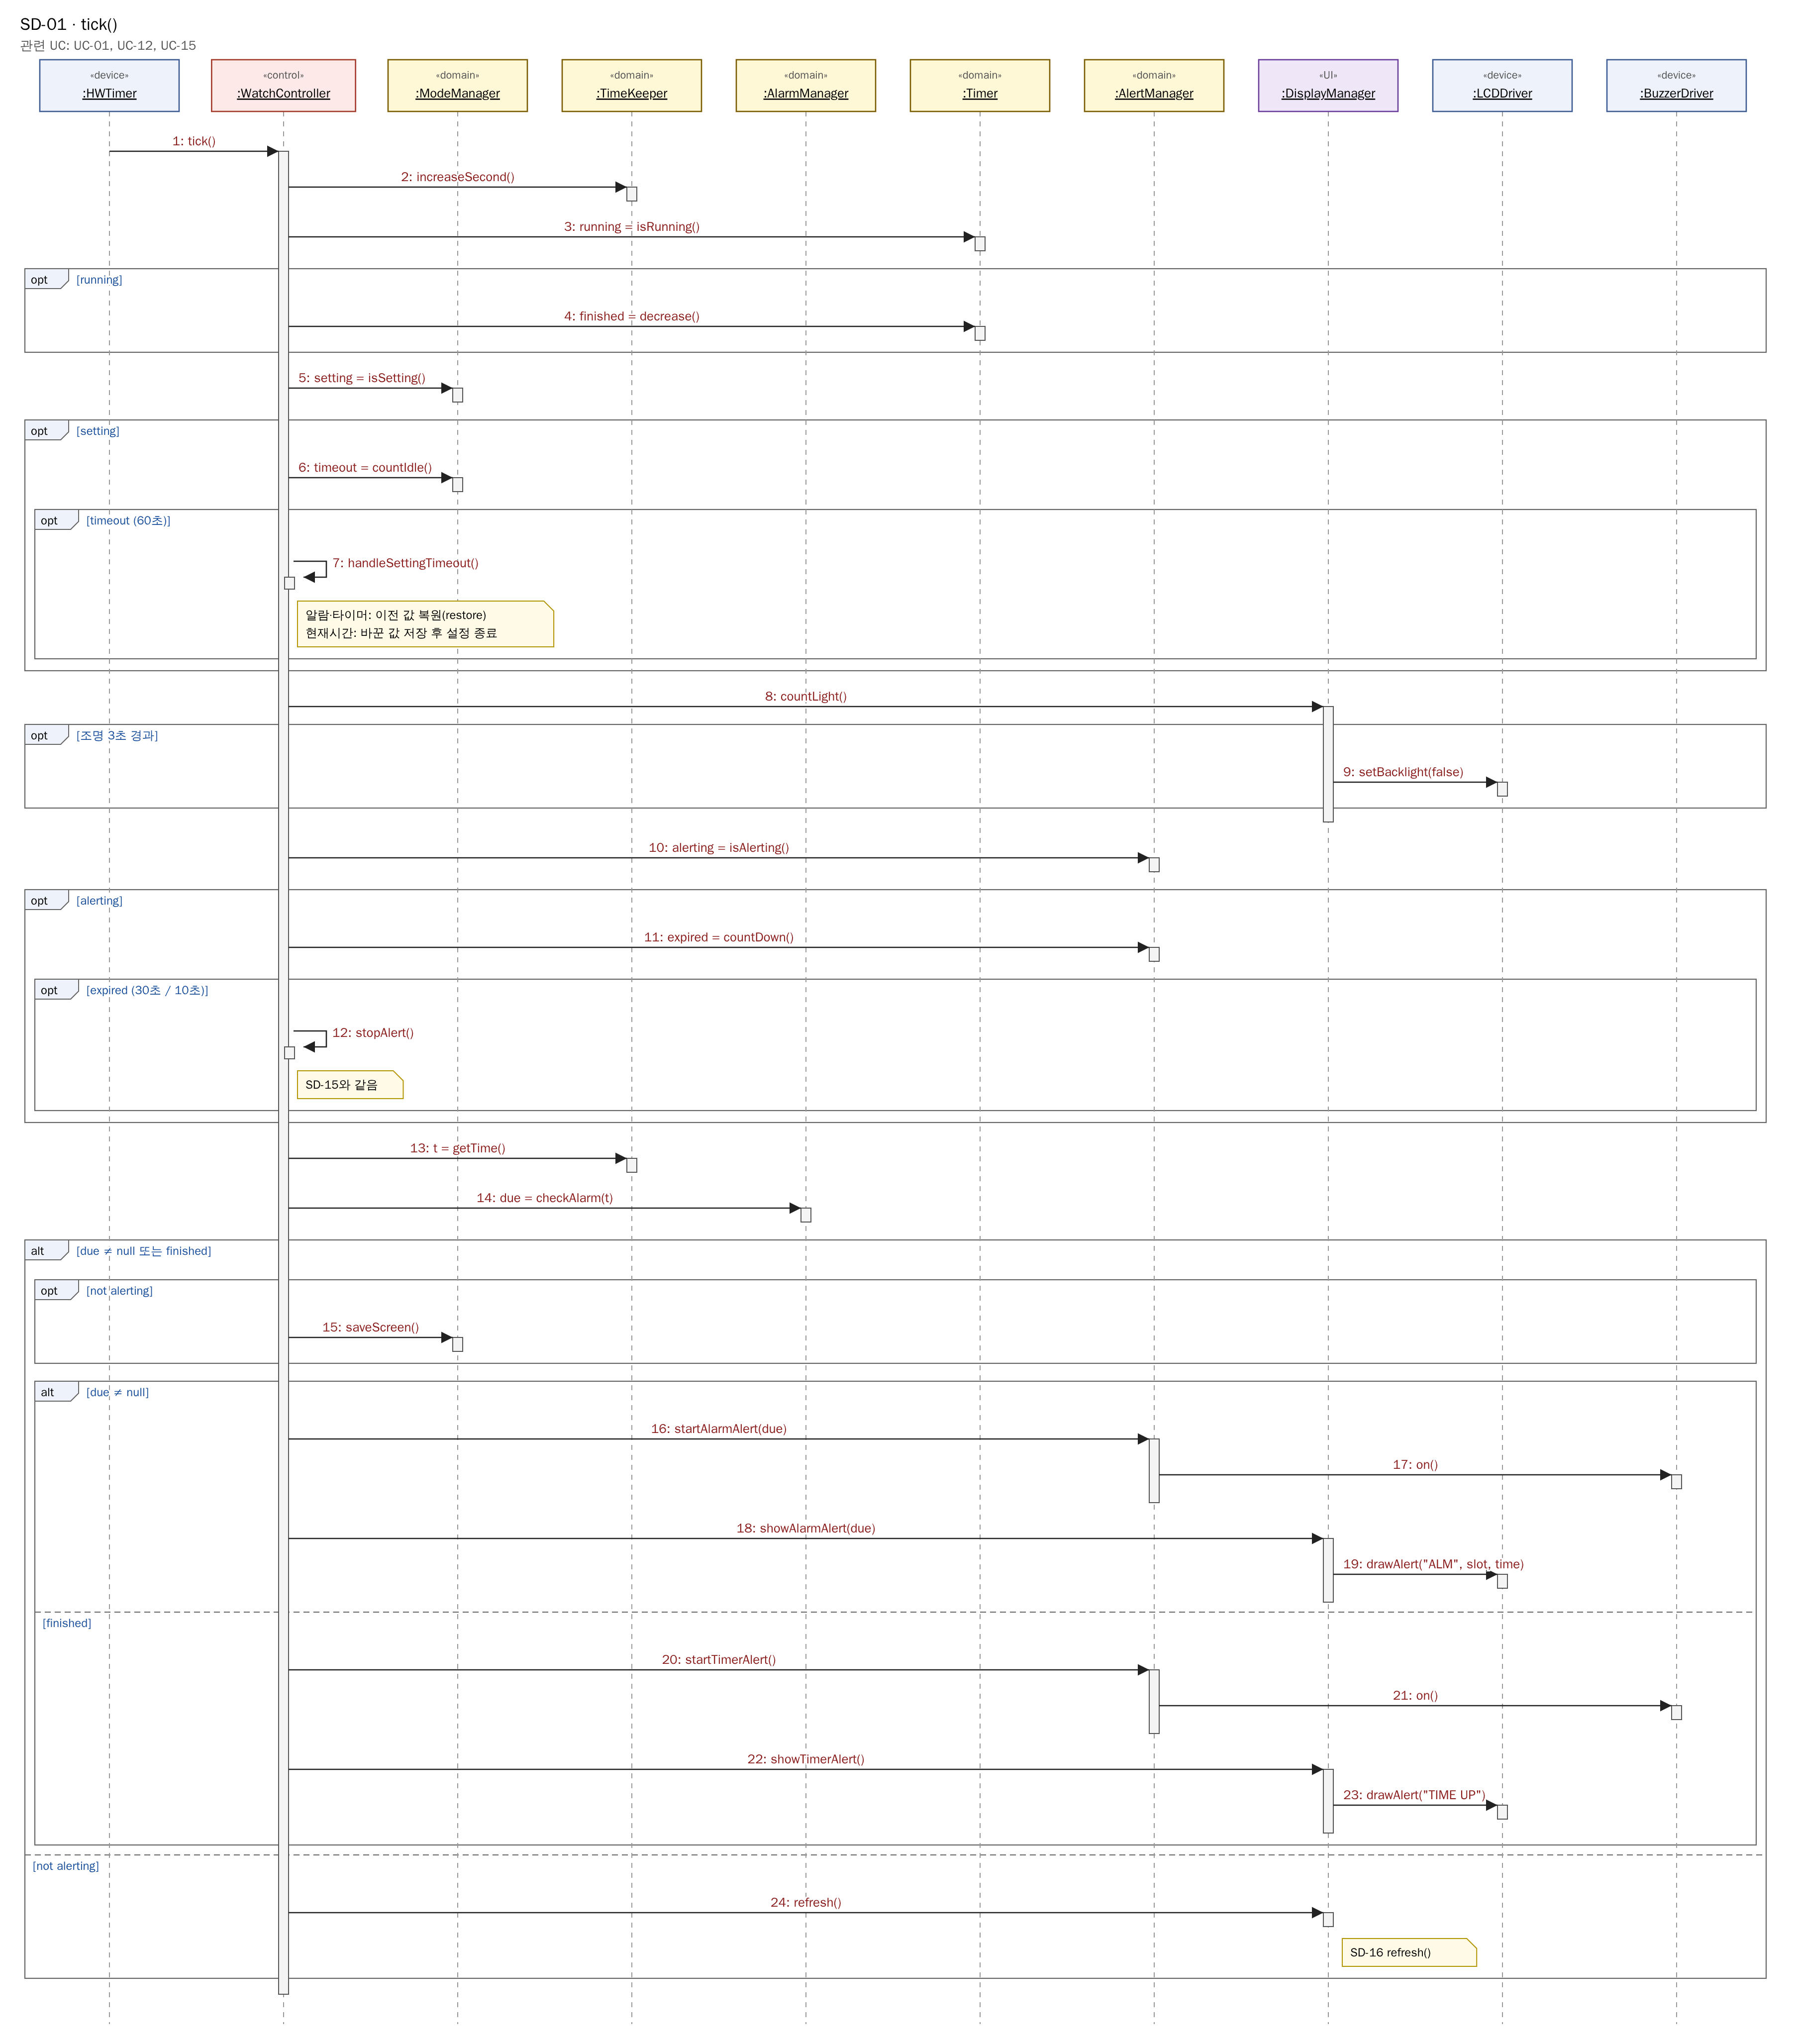 SD-01 · tick()
관련 UC: UC-01, UC-12, UC-15
«device»
:HWTimer
«control»
:WatchController
«domain»
:ModeManager
«domain»
:TimeKeeper
«domain»
:AlarmManager
«domain»
:Timer
«domain»
:AlertManager
«UI»
:DisplayManager
«device»
:LCDDriver
«device»
:BuzzerDriver
1: tick()
2: increaseSecond()
3: running = isRunning()
opt [running]
4: finished = decrease()
5: setting = isSetting()
opt [setting]
6: timeout = countIdle()
opt [timeout (60초)]
7: handleSettingTimeout()
알람·타이머: 이전 값 복원(restore)
현재시간: 바꾼 값 저장 후 설정 종료
8: countLight()
opt [조명 3초 경과]
9: setBacklight(false)
10: alerting = isAlerting()
opt [alerting]
11: expired = countDown()
opt [expired (30초 / 10초)]
12: stopAlert()
SD-15와 같음
13: t = getTime()
14: due = checkAlarm(t)
alt [due ≠ null 또는 finished]
opt [not alerting]
15: saveScreen()
alt [due ≠ null]
16: startAlarmAlert(due)
17: on()
18: showAlarmAlert(due)
19: drawAlert("ALM", slot, time)
[finished]
20: startTimerAlert()
21: on()
22: showTimerAlert()
23: drawAlert("TIME UP")
[not alerting]
24: refresh()
SD-16 refresh()